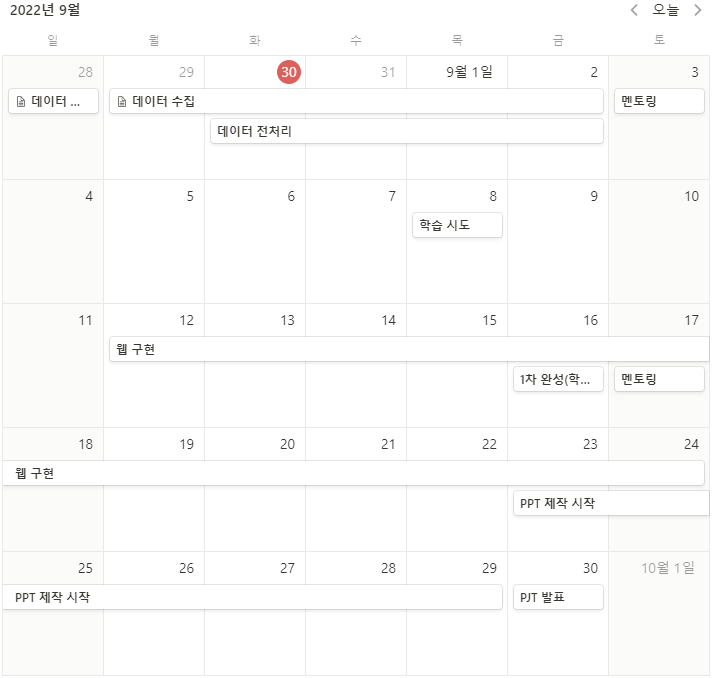 2022년 9월
오늘
일 월 화 수 목 금 토
28 29 30 31 9월 1일 2 3
데이터 ... 데이터 수집 멘토링
데이터 전처리
4 5 6 7 8 9 10
학습 시도
11 12 13 14 15 16 17
웹 구현
1차 완성(학... 멘토링
18 19 20 21 22 23 24
웹 구현
PPT 제작 시작
25 26 27 28 29 30 10월 1일
PPT 제작 시작 PJT 발표